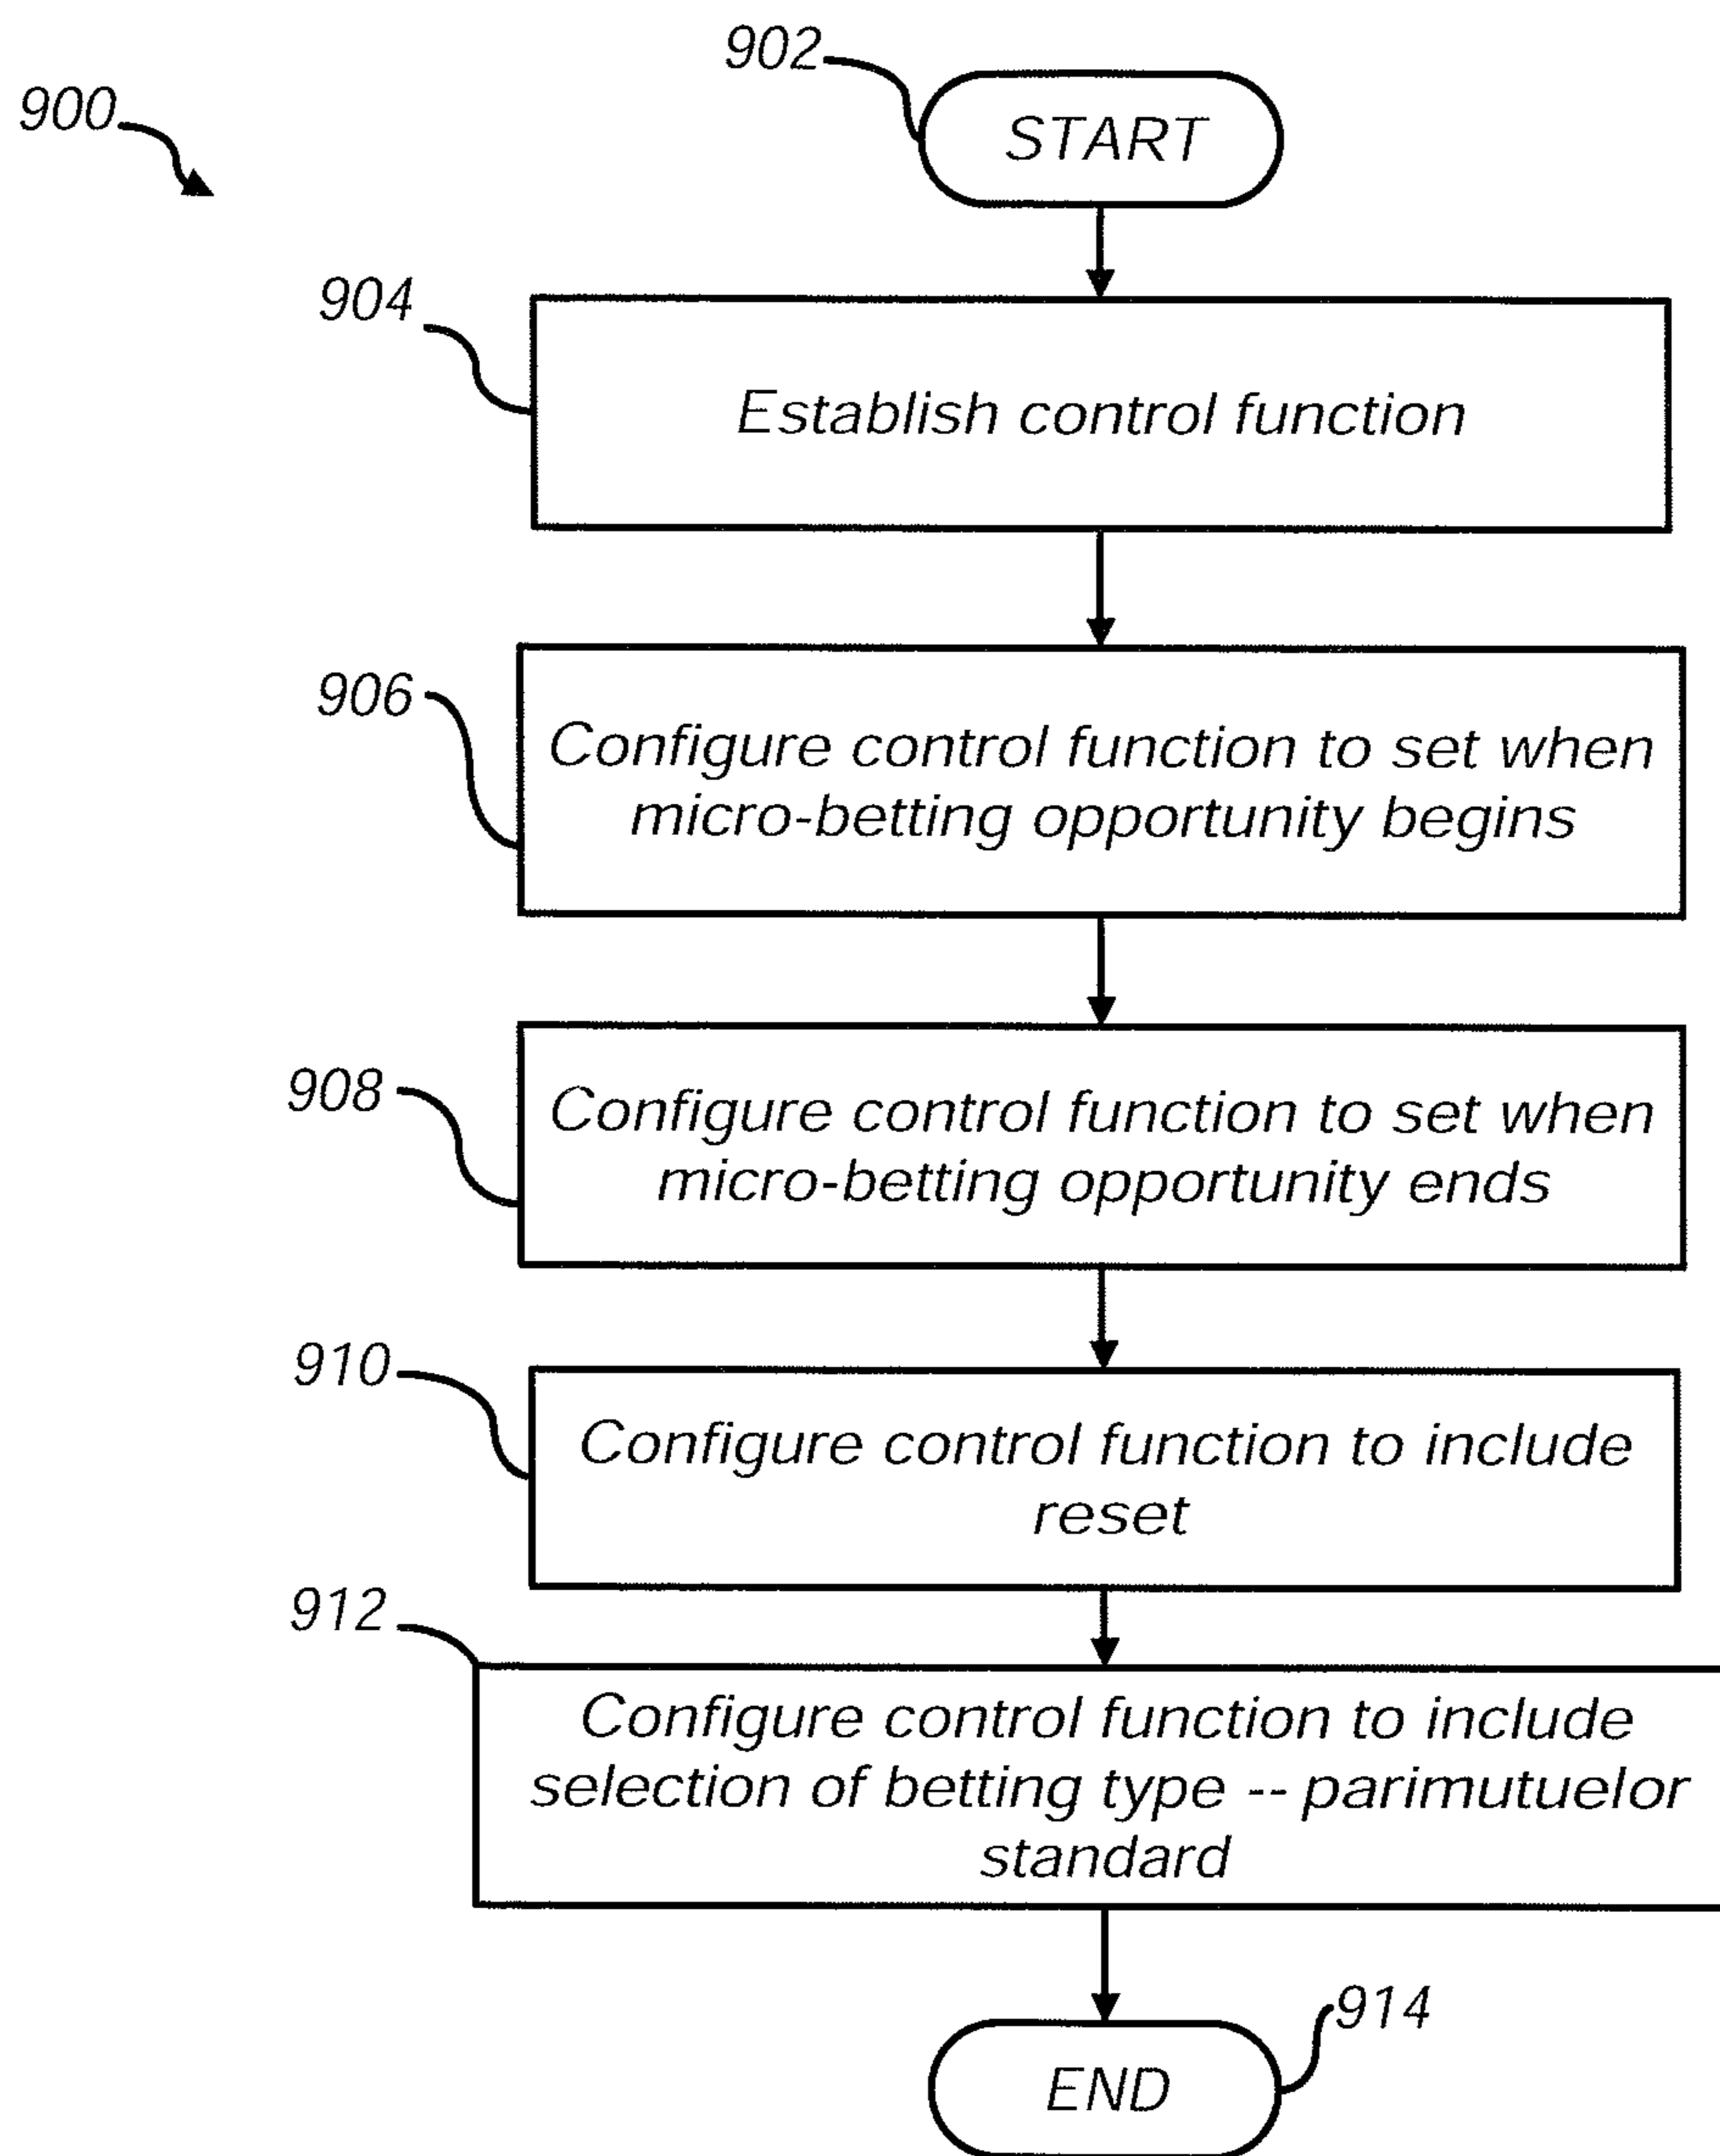 902
900
START
904
Establish control function
906
Configure control function to set when
micro-betting opportunity begins
908
Configure control function to set when
micro-betting opportunity ends
910
Configure control function to include
reset
912
Configure control function to include
selection of betting type -- parimutuelor
standard
914
END